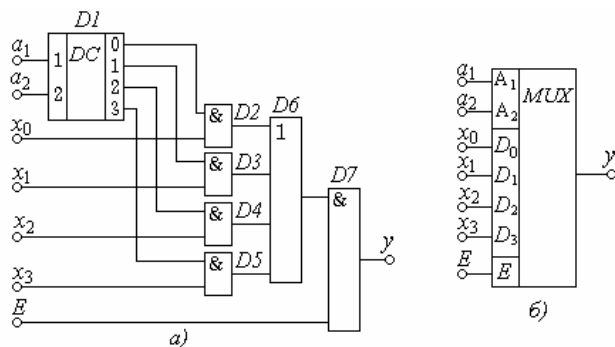 D1
a₁
a₂
1
2
DC
0
1
2
3
x₀
x₁
x₂
x₃
E
&
D2
&
D3
&
D4
&
D5
D6
1
D7
&
y
а)
a₁
a₂
x₀
x₁
x₂
x₃
E
A₁
A₂
D₀
D₁
D₂
D₃
E
MUX
y
б)